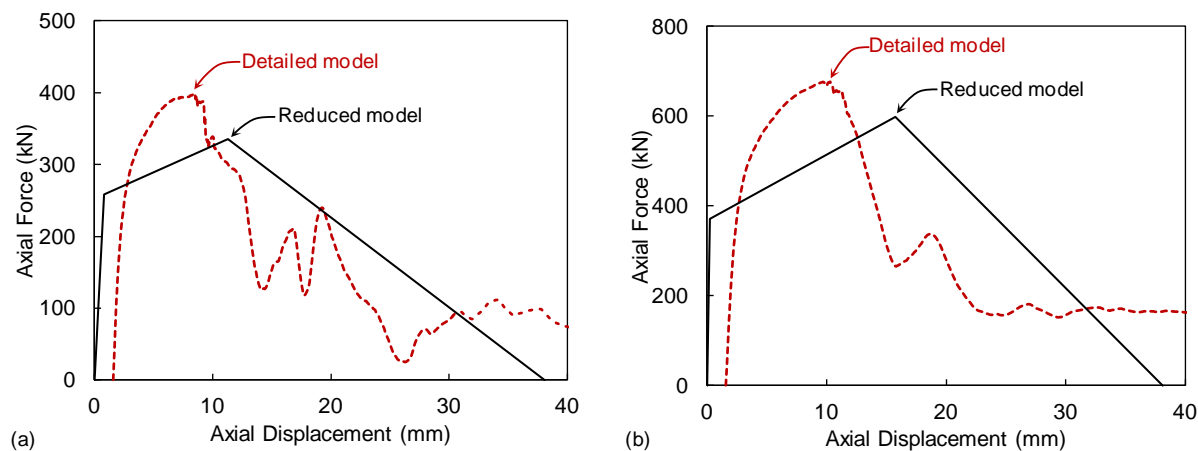 500
400
300
200
100
0
Axial Force (kN)
Detailed model
Reduced model
0 10 20 30 40
Axial Displacement (mm)
(a)
800
600
400
200
0
Axial Force (kN)
Detailed model
Reduced model
0 10 20 30 40
Axial Displacement (mm)
(b)